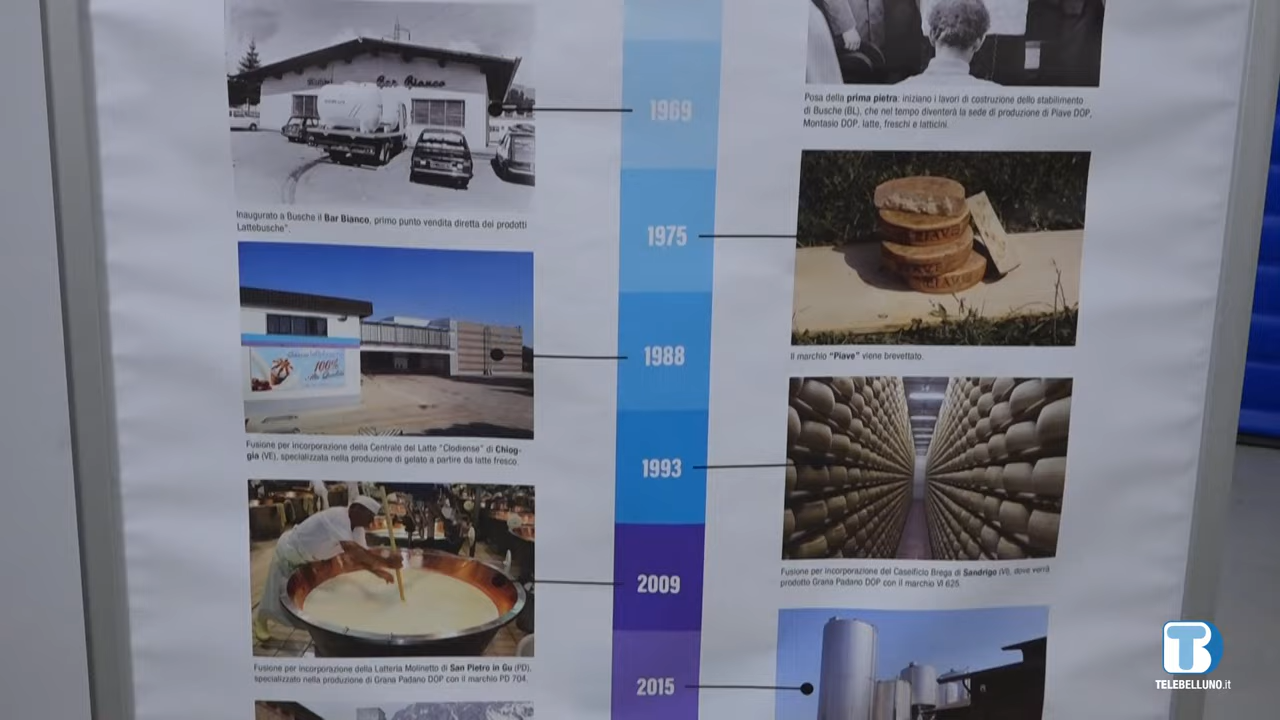 Bar Bianco
1969
Posa della prima pietra: iniziano i lavori di costruzione dello stabilimento
di Busche (BL), che nel tempo diventerà la sede di produzione di Piave DOP,
Montasio DOP, latte, freschi e latticini.
Inaugurato a Busche il Bar Bianco, primo punto vendita diretta dei prodotti
Lattebusche".
1975
PIAVE
PIAVE
Il marchio "Piave" viene brevettato.
1988
100%
Alta Qualità
Fusione per incorporazione della Centrale del Latte "Clodiense" di Chiog-
gia (VE), specializzata nella produzione di gelato a partire da latte fresco.
1993
Fusione per incorporazione del Caseificio Brega di Sandrigo (VI), dove verrà
prodotto Grana Padano DOP con il marchio VI 625.
2009
Fusione per incorporazione della Latteria Molinetto di San Pietro in Gu (PD),
specializzato nella produzione di Grana Padano DOP con il marchio PD 704.
2015
TELEBELLUNO.it